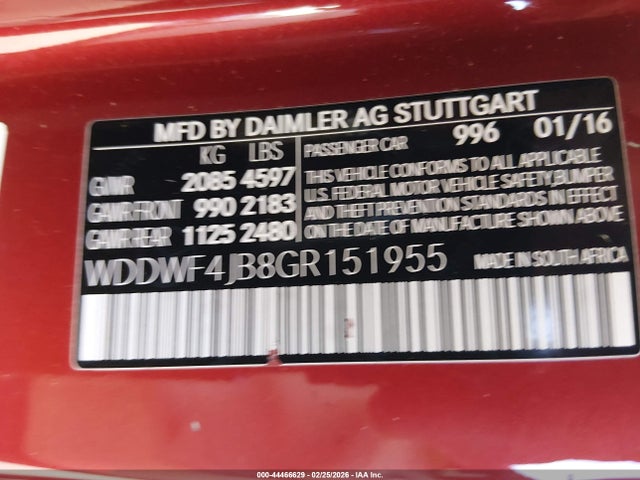 MFD BY DAIMLER AG STUTTGART
KG LBS
GVWR 2085 4597
GAWR FRONT 990 2183
GAWR REAR 1125 2480
PASSENGER CAR 996 01/16
THIS VEHICLE CONFORMS TO ALL APPLICABLE
U.S. FEDERAL MOTOR VEHICLE SAFETY,BUMPER
AND THEFT PREVENTION STANDARDS IN EFFECT
ON THE DATE OF MANUFACTURE SHOWN ABOVE
WDDWF4JB8GR151955 MADE IN SOUTH AFRICA
000-44466629 - 02/25/2026 - IAA Inc.